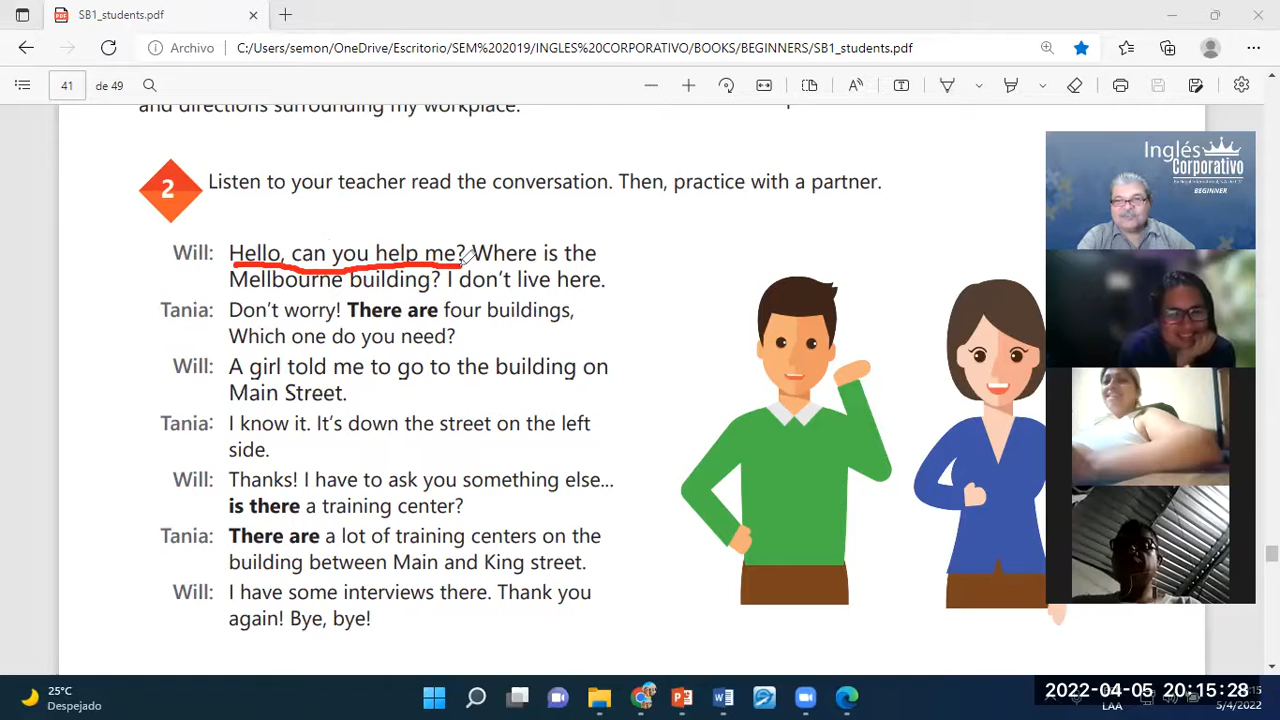 SB1_students.pdf
Archivo
C:/Users/semon/OneDrive/Escritorio/SEM%202019/INGLES%20CORPORATIVO/BOOKS/BEGINNERS/SB1_students.pdf
41 de 49
and directions surrounding my workplace.
Inglés
Corporativo
BEGINNER
2 Listen to your teacher read the conversation. Then, practice with a partner.
Will: Hello, can you help me? Where is the
Mellbourne building? I don't live here.
Tania: Don't worry! There are four buildings,
Which one do you need?
Will: A girl told me to go to the building on
Main Street.
Tania: I know it. It's down the street on the left
side.
Will: Thanks! I have to ask you something else...
is there a training center?
Tania: There are a lot of training centers on the
building between Main and King street.
Will: I have some interviews there. Thank you
again! Bye, bye!
25°C
Despejado
2022-04-05 20:15:28
LAA
5/4/2022